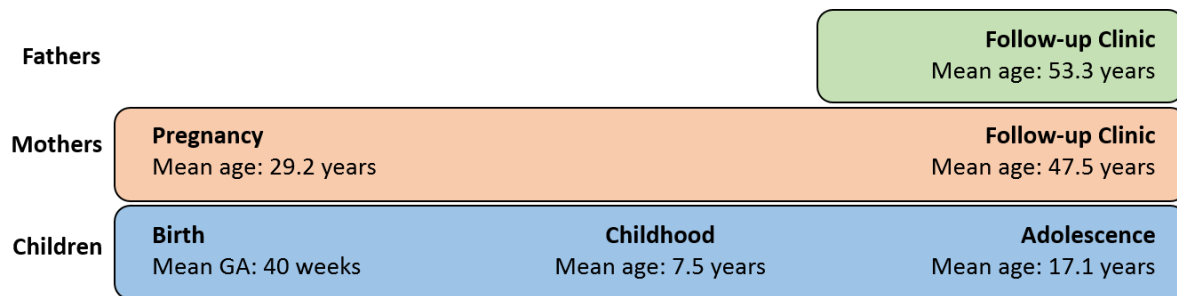 Fathers
Follow-up Clinic
Mean age: 53.3 years
Mothers
Pregnancy
Mean age: 29.2 years
Follow-up Clinic
Mean age: 47.5 years
Children
Birth
Mean GA: 40 weeks
Childhood
Mean age: 7.5 years
Adolescence
Mean age: 17.1 years